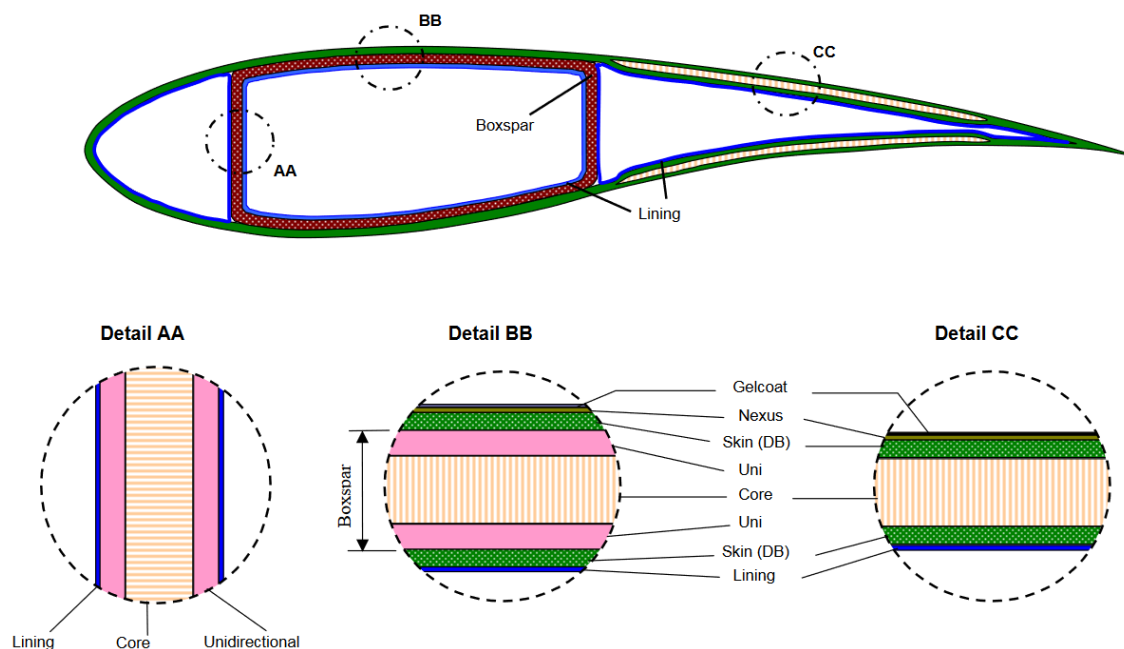 BB
CC
Boxspar
AA
Lining
Detail AA
Detail BB
Detail CC
Gelcoat
Nexus
Skin (DB)
Uni
Core
Boxspar
Uni
Skin (DB)
Lining
Lining
Core
Unidirectional